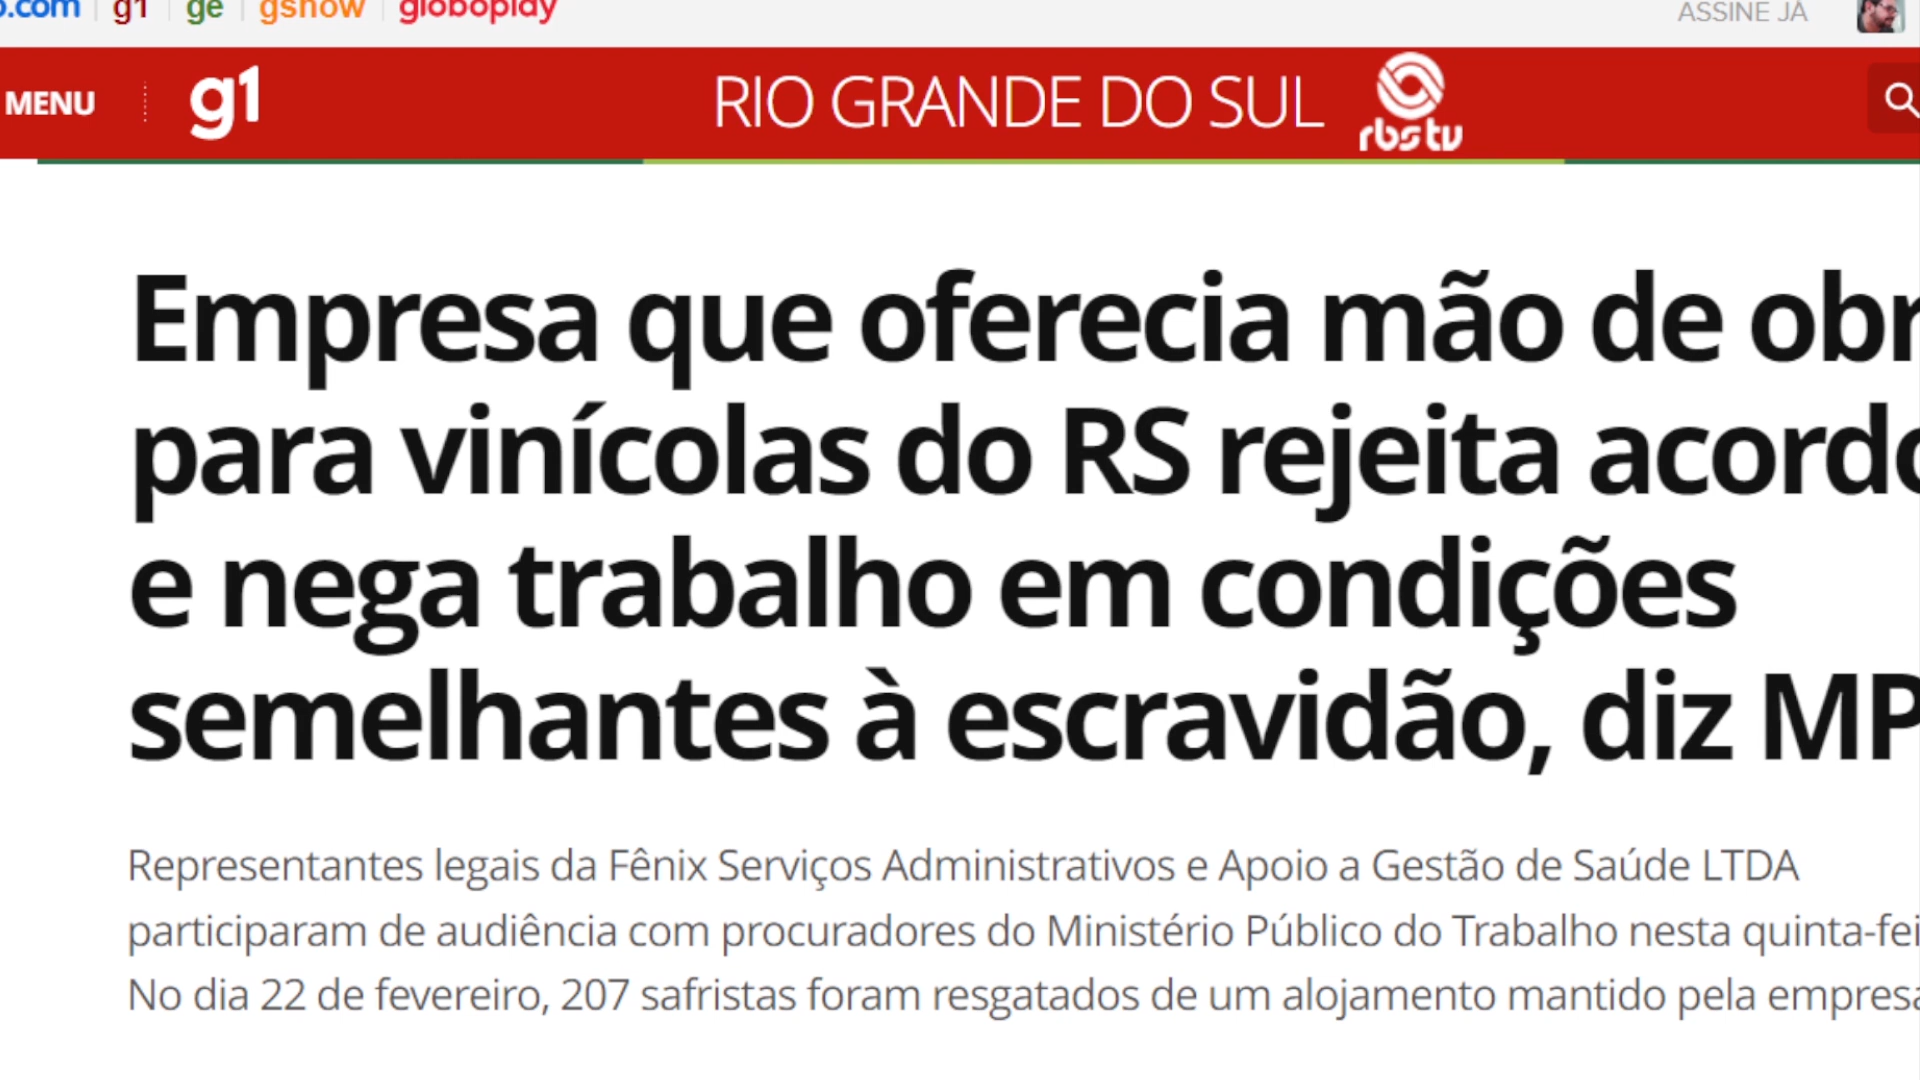 g1 ge gshow globoplay ASSINE JÁ
MENU g1 RIO GRANDE DO SUL rbs tv
Empresa que oferecia mão de
para vinícolas do RS rejeita
e nega trabalho em condições
semelhantes à escravidão, diz
Representantes legais da Fênix Serviços Administrativos e Apoio a Gestão de Saúde LTDA
participaram de audiência com procuradores do Ministério Público do Trabalho nesta
No dia 22 de fevereiro, 207 safristas foram resgatados de um alojamento mantido pela empresa